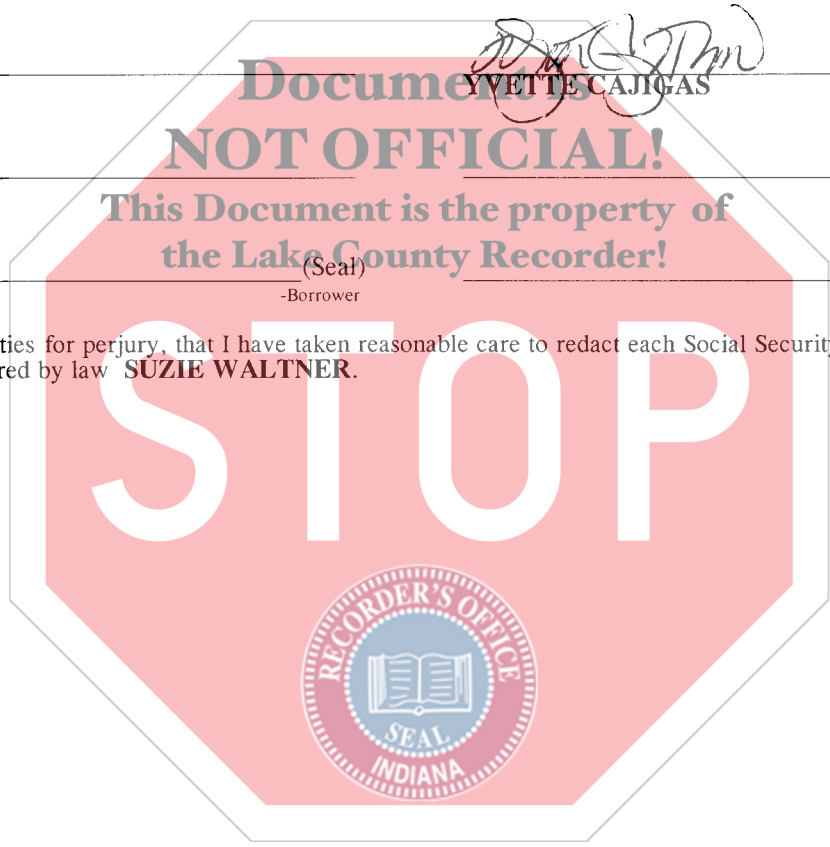 Document is
YVETTE CAJIGAS
NOT OFFICIAL!
This Document is the property of
the Lake County Recorder!
(Seal)
-Borrower
ties for perjury, that I have taken reasonable care to redact each Social Security
red by law SUZIE WALTNER.
STOP
RECORDER'S OFFICE
SEAL
INDIANA